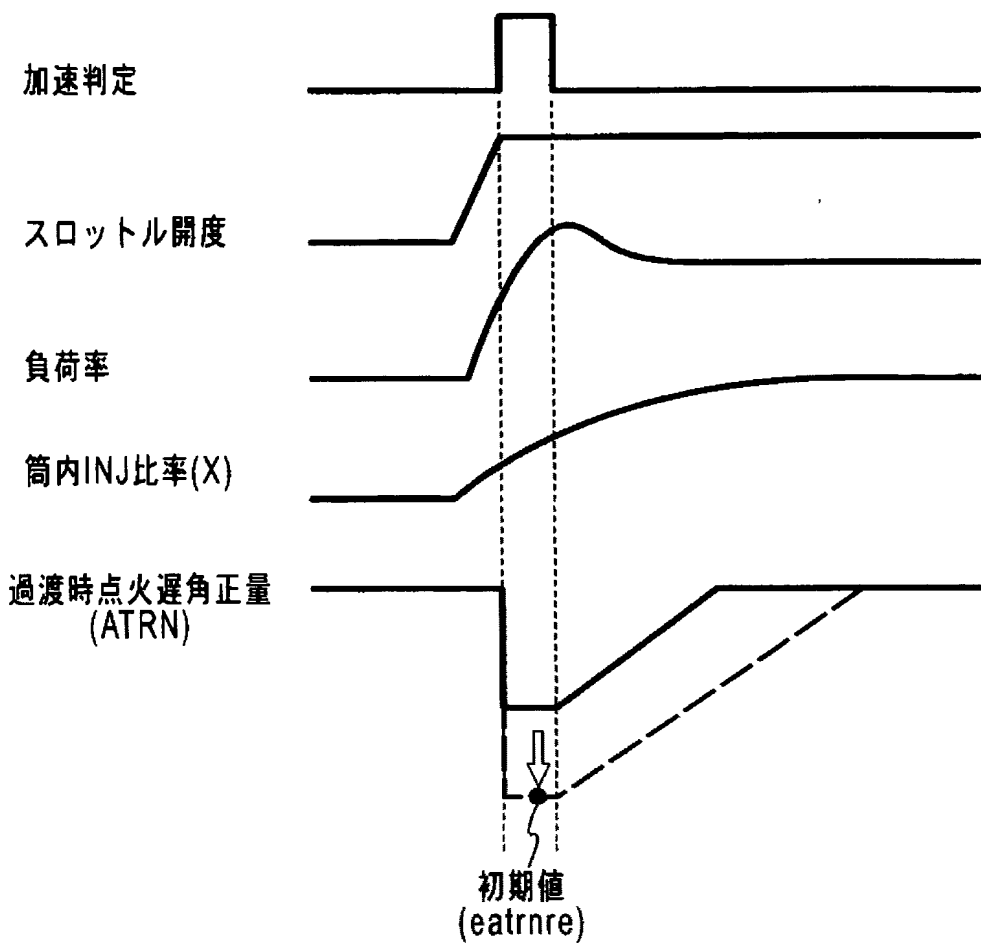 加速判定
スロットル開度
負荷率
筒内INJ比率(X)
過渡時点火遅角正量
(ATRN)
初期値
(eatrnre)